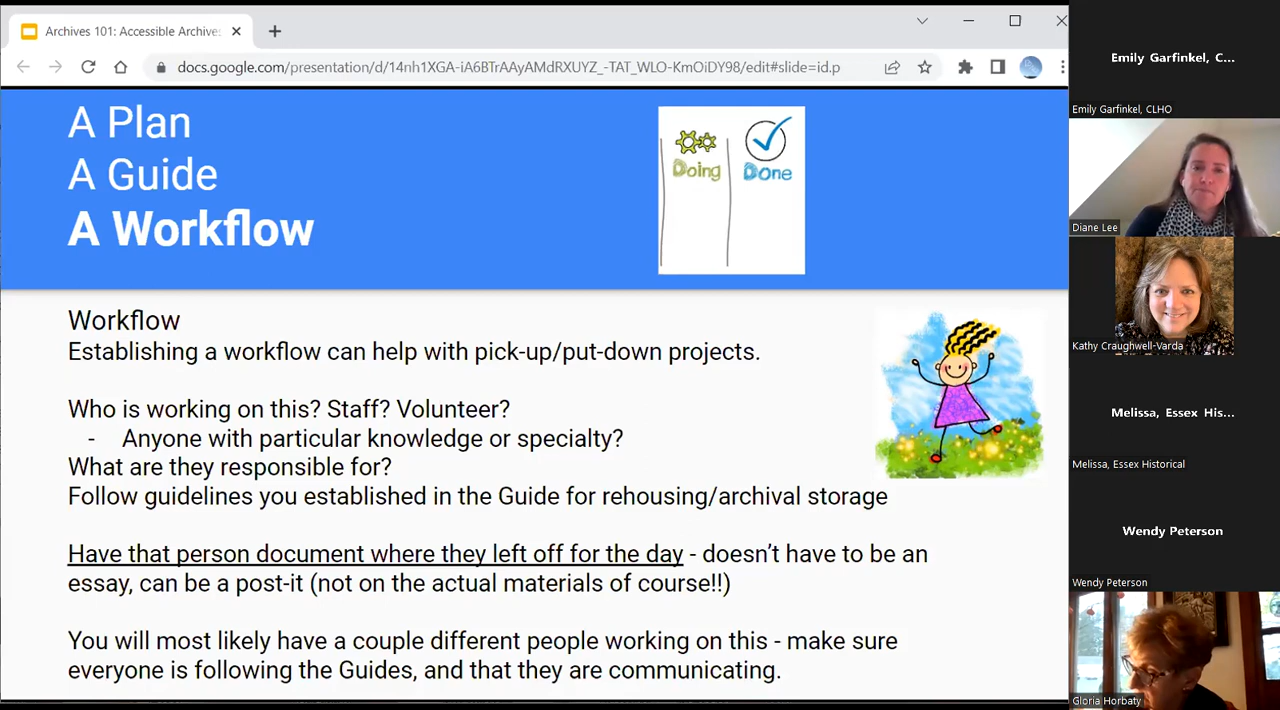 Archives 101: Accessible Archive
docs.google.com/presentation/d/14nh1XGA-iA6BTrAAyAMdRXUYZ_-TAT_WLO-KmOiDY98/edit#slide=id.p
A Plan
A Guide
A Workflow
Doing
Done
Workflow
Establishing a workflow can help with pick-up/put-down projects.
Who is working on this? Staff? Volunteer?
- Anyone with particular knowledge or specialty?
What are they responsible for?
Follow guidelines you established in the Guide for rehousing/archival storage
Have that person document where they left off for the day - doesn’t have to be an
essay, can be a post-it (not on the actual materials of course!!)
You will most likely have a couple different people working on this - make sure
everyone is following the Guides, and that they are communicating.
Emily Garfinkel, C...
Emily Garfinkel, CLHO
Diane Lee
Kathy Craughwell-Varda
Melissa, Essex His...
Melissa, Essex Historical
Wendy Peterson
Wendy Peterson
Gloria Horbaty